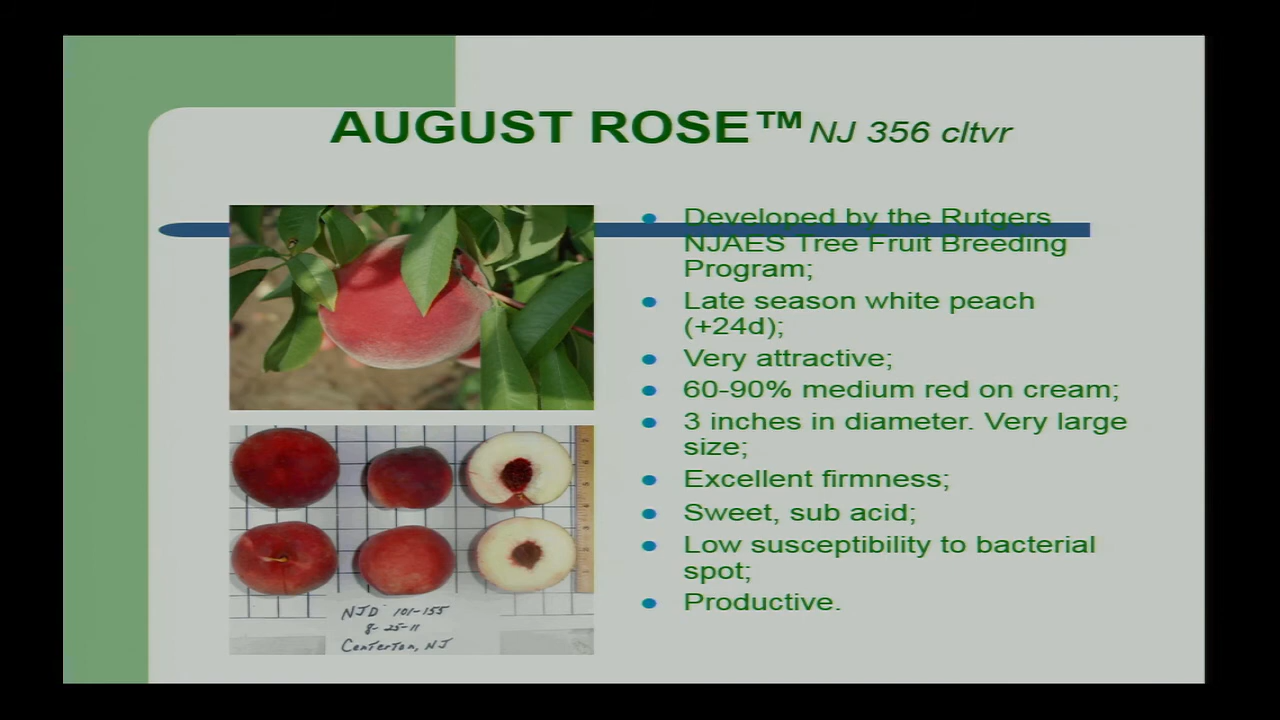 AUGUST ROSE™ NJ 356 cltvr
Developed by the Rutgers
NJAES Tree Fruit Breeding
Program;
Late season white peach
(+24d);
Very attractive;
60-90% medium red on cream;
3 inches in diameter. Very large
size;
Excellent firmness;
Sweet, sub acid;
Low susceptibility to bacterial
spot;
Productive.
NJD 101-155
8-25-11
Centerton, NJ